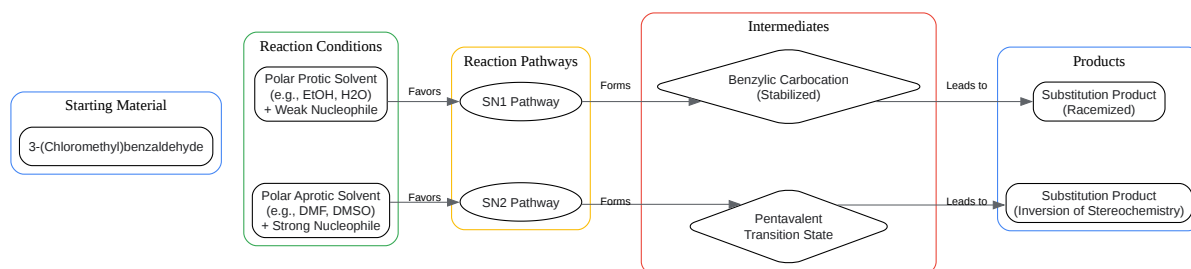 Starting Material
3-(Chloromethyl)benzaldehyde
Reaction Conditions
Polar Protic Solvent
(e.g., EtOH, H2O)
+ Weak Nucleophile
Polar Aprotic Solvent
(e.g., DMF, DMSO)
+ Strong Nucleophile
Favors
Favors
Reaction Pathways
SN1 Pathway
SN2 Pathway
Forms
Forms
Intermediates
Benzylic Carbocation
(Stabilized)
Pentavalent
Transition State
Leads to
Leads to
Products
Substitution Product
(Racemized)
Substitution Product
(Inversion of Stereochemistry)